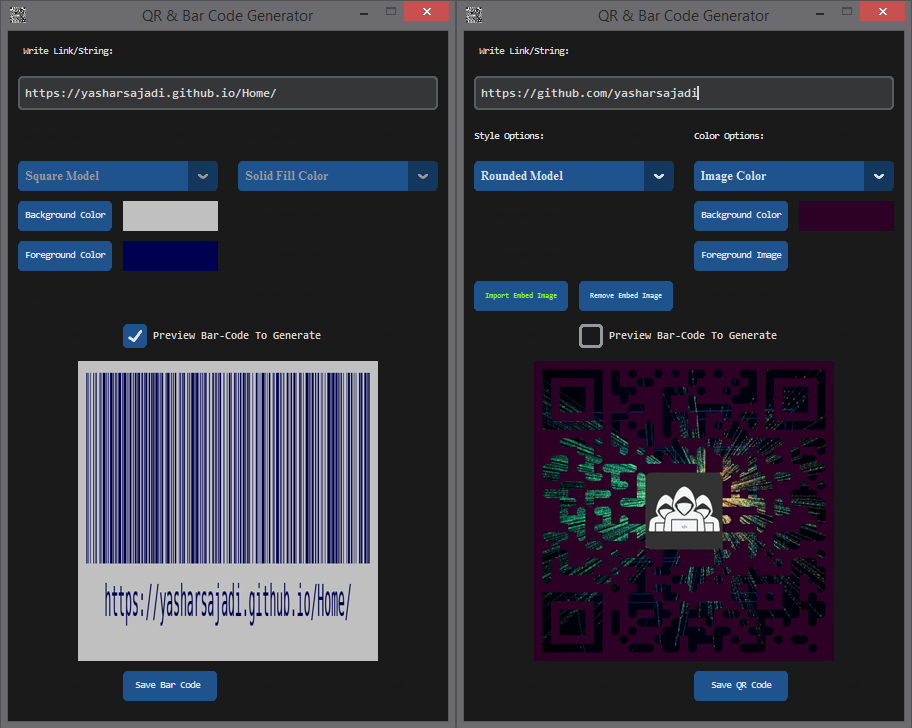 QR & Bar Code Generator
Write Link/String:
https://yasharsajadi.github.io/Home/
Square Model
Solid Fill Color
Background Color
Foreground Color
Preview Bar-Code To Generate
https://yasharsajadi.github.io/Home/
Save Bar Code
QR & Bar Code Generator
Write Link/String:
https://github.com/yasharsajadi
Style Options:
Color Options:
Rounded Model
Image Color
Background Color
Foreground Image
Import Embed Image
Remove Embed Image
Preview Bar-Code To Generate
Save QR Code